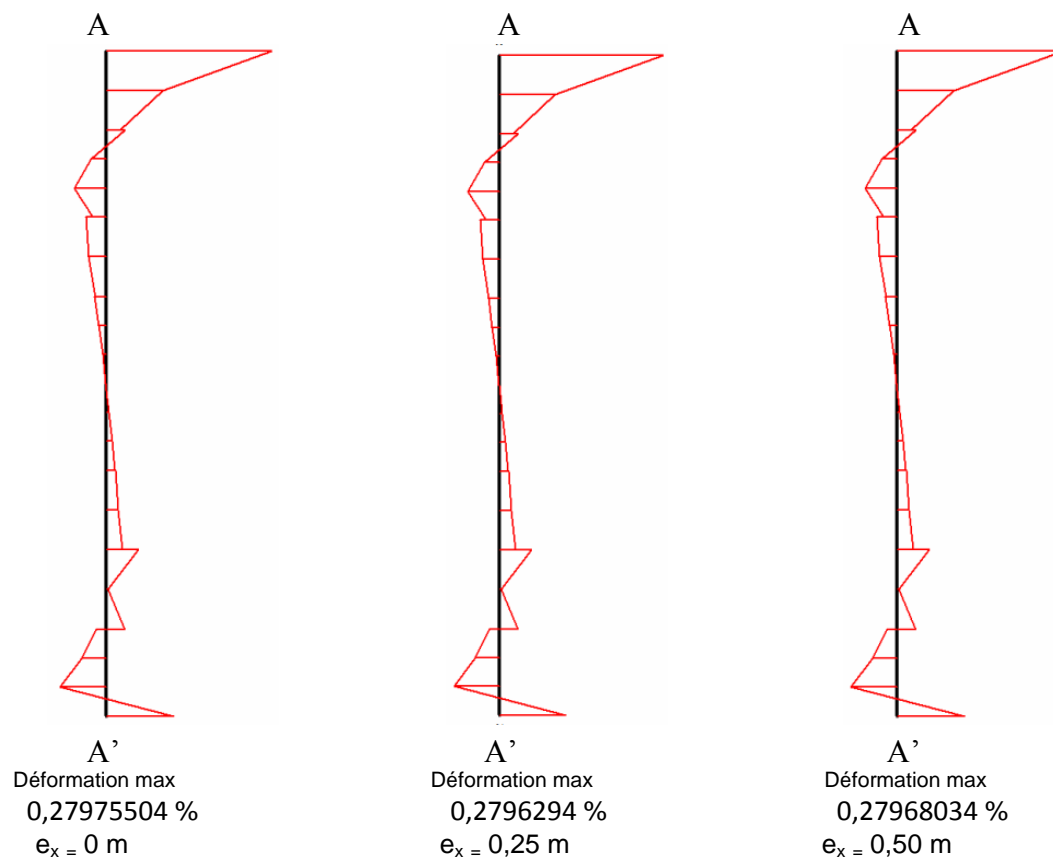 A A A
A' A' A'
Déformation max Déformation max Déformation max
0,27975504 % 0,2796294 % 0,27968034 %
eₓ = 0 m eₓ = 0,25 m eₓ = 0,50 m